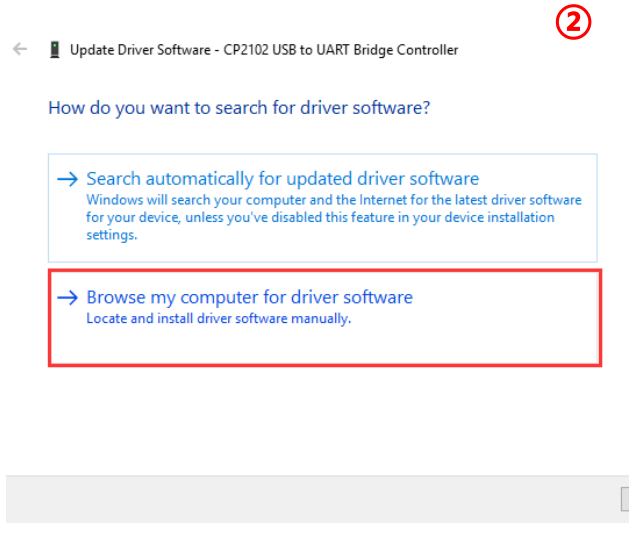 ②
Update Driver Software - CP2102 USB to UART Bridge Controller
How do you want to search for driver software?
→ Search automatically for updated driver software
Windows will search your computer and the Internet for the latest driver software
for your device, unless you've disabled this feature in your device installation
settings.
→ Browse my computer for driver software
Locate and install driver software manually.